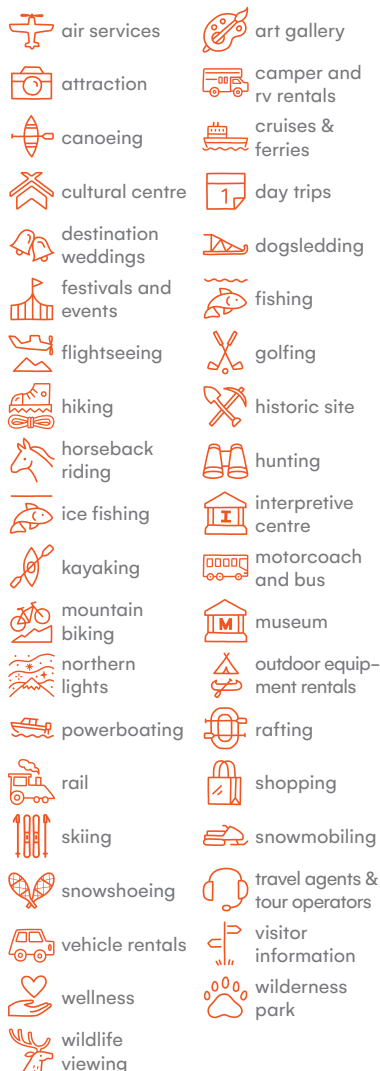 air services
attraction
canoeing
cultural centre
destination
weddings
festivals and
events
flightseeing
hiking
horseback
riding
ice fishing
kayaking
mountain
biking
northern
lights
powerboating
rail
skiing
snowshoeing
vehicle rentals
wellness
wildlife
viewing
art gallery
camper and
rv rentals
cruises &
ferries
1
day trips
dogsledding
fishing
golfing
historic site
hunting
I
interpretive
centre
motorcoach
and bus
M
museum
outdoor equip-
ment rentals
rafting
shopping
snowmobiling
travel agents &
tour operators
visitor
information
wilderness
park